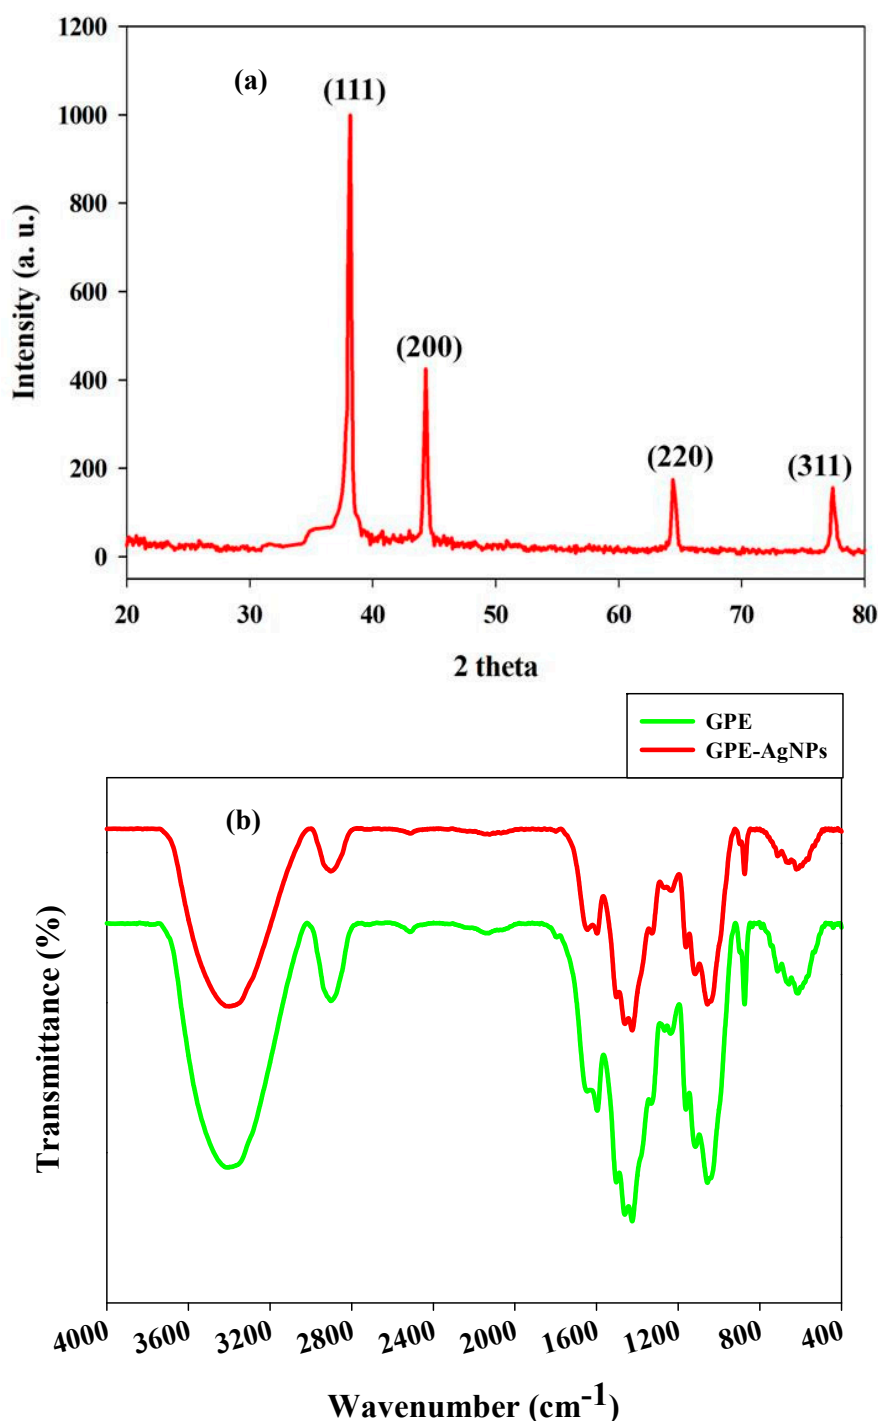 1200
(a)
(111)
1000
800
600
(200)
400
(220)
(311)
200
0
Intensity (a. u.)
20 30 40 50 60 70 80
2 theta
GPE
GPE-AgNPs
(b)
Transmittance (%)
4000 3600 3200 2800 2400 2000 1600 1200 800 400
Wavenumber (cm-1)